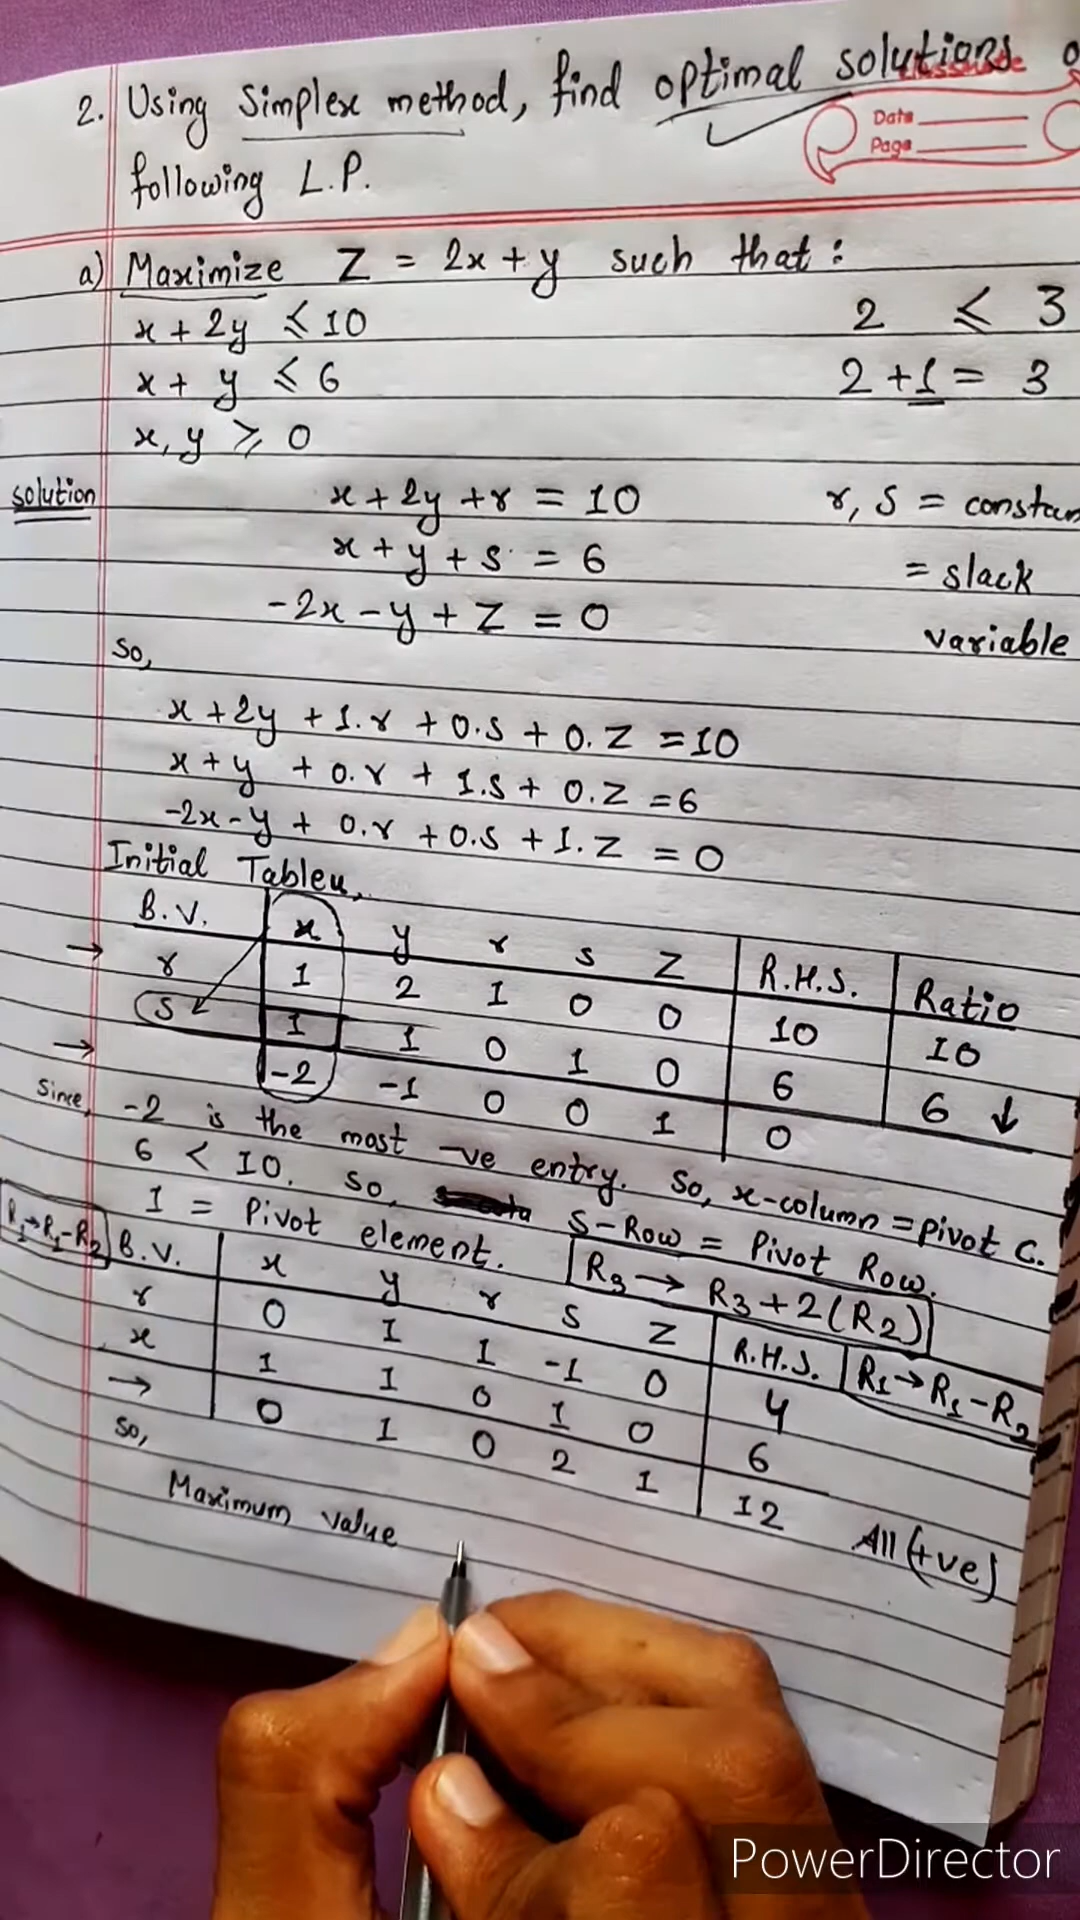 2. Using Simplex method, find optimal solutions
following L.P.
Data
Page
a) Maximize Z = 2x + y such that :
x + 2y ⩽ 10
2 ⩽ 3
x + y ⩽ 6
2 + 1 = 3
x, y ⩾ 0
solution
x + 2y + r = 10
r, s = constan
x + y + s = 6
= slack
-2x - y + Z = 0
variable
So,
x + 2y + 1.r + 0.s + 0.Z = 10
x + y + 0.r + 1.s + 0.Z = 6
-2x - y + 0.r + 0.s + 1.Z = 0
Initial Tableu,
B.V. x y r s Z R.H.S. Ratio
→ r 1 2 1 0 0 10 10
s 1 1 0 1 0 6 6 ↓
→ -2 -1 0 0 1 0
Since, -2 is the most -ve entry. So, x-column = pivot C.
6 < 10. So, S-Row = Pivot Row.
1 = Pivot element. R3 → R3 + 2(R2)
R1→R1-R2 B.V. x y r s Z R.H.S. R1→R1-R2
r 0 1 1 -1 0 4
x 1 1 0 1 0 6
→ 0 1 0 2 1 12 All (+ve)
So,
Maximum value
PowerDirector